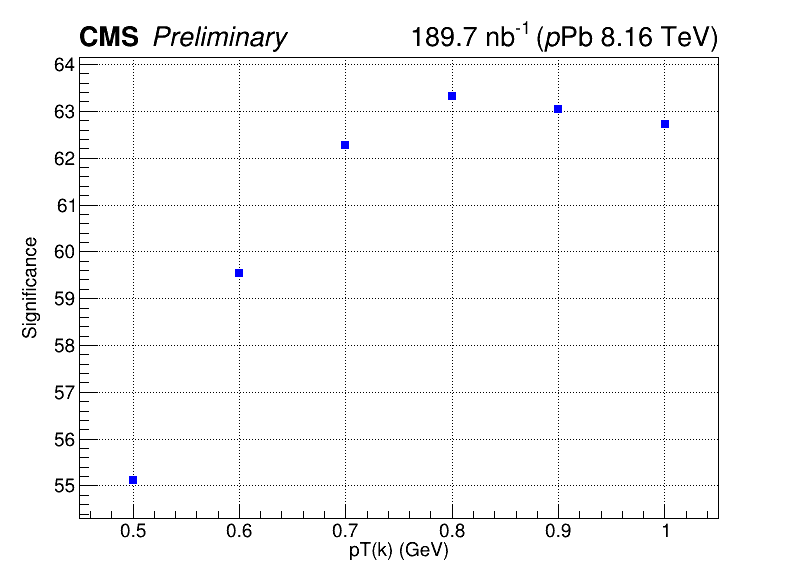 CMS Preliminary 189.7 nb⁻¹ (pPb 8.16 TeV)
64
63
62
61
60
59
58
57
56
55
Significance
0.5 0.6 0.7 0.8 0.9 1
pT(k) (GeV)